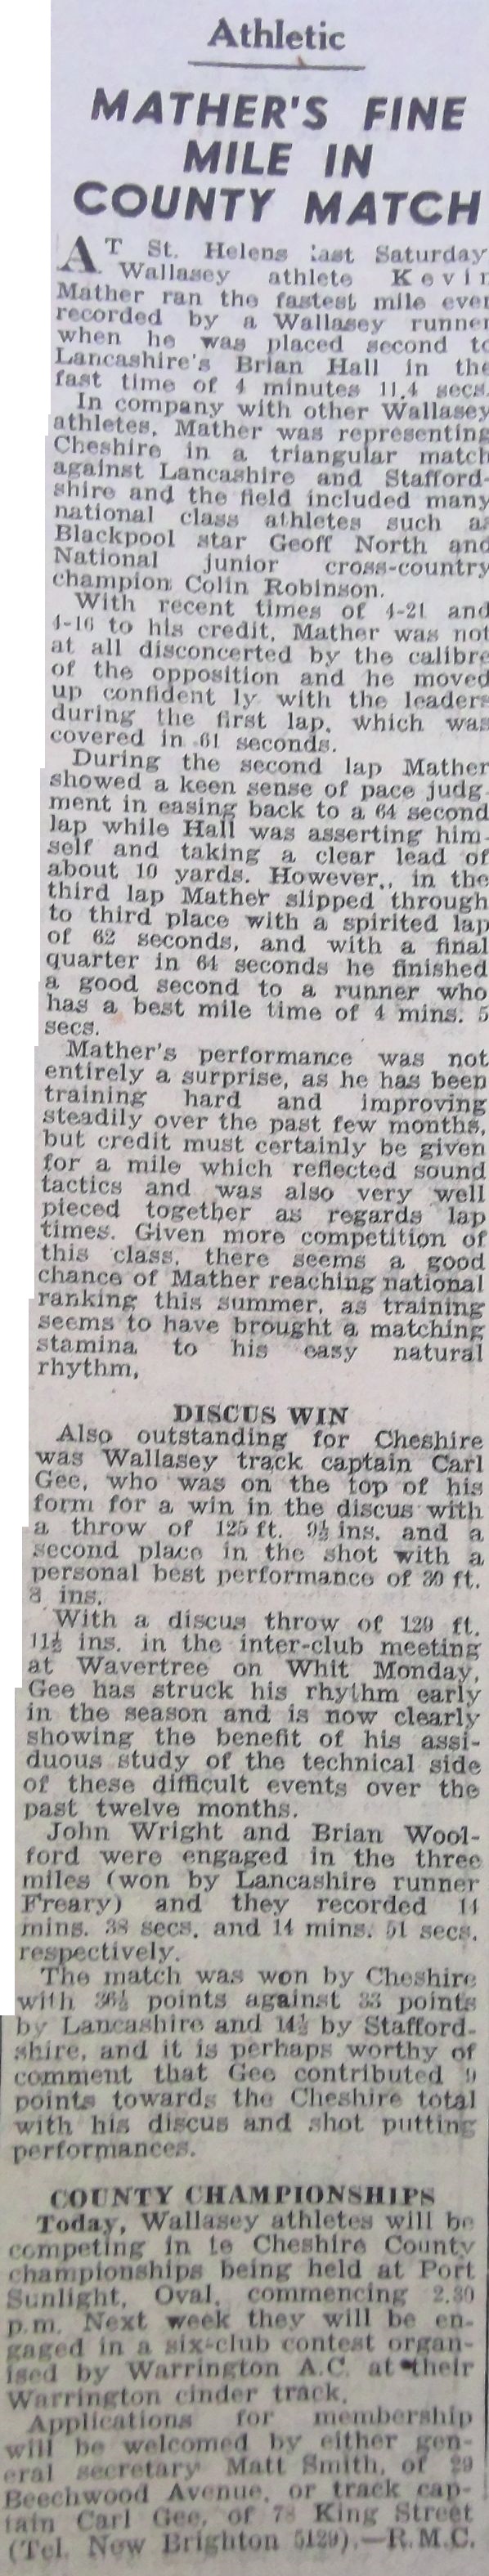 Athletic
MATHER'S FINE
MILE IN
COUNTY MATCH
AT St. Helens last Saturday
Wallasey athlete Kevin
Mather ran the fastest mile ever
recorded by a Wallasey runner
when he was placed second to
Lancashire's Brian Hall in the
fast time of 4 minutes 11.4 secs.
In company with other Wallasey
athletes, Mather was representing
Cheshire in a triangular match
against Lancashire and Stafford-
shire and the field included many
national class athletes such as
Blackpool star Geoff North and
National junior cross-country
champion Colin Robinson.
With recent times of 4-21 and
4-16 to his credit, Mather was not
at all disconcerted by the calibre
of the opposition and he moved
up confident ly with the leaders
during the first lap, which was
covered in 61 seconds.
During the second lap Mather
showed a keen sense of pace judg-
ment in easing back to a 64 second
lap while Hall was asserting him-
self and taking a clear lead of
about 10 yards. However,, in the
third lap Mather slipped through
to third place with a spirited lap
of 62 seconds, and with a final
quarter in 64 seconds he finished
a good second to a runner who
has a best mile time of 4 mins. 5
secs.
Mather's performance was not
entirely a surprise, as he has been
training hard and improving
steadily over the past few months,
but credit must certainly be given
for a mile which reflected sound
tactics and was also very well
pieced together as regards lap
times. Given more competition of
this class, there seems a good
chance of Mather reaching national
ranking this summer, as training
seems to have brought a matching
stamina to his easy natural
rhythm,
DISCUS WIN
Also outstanding for Cheshire
was Wallasey track captain Carl
Gee, who was on the top of his
form for a win in the discus with
a throw of 125 ft. 9½ ins. and a
second place in the shot with a
personal best performance of 39 ft.
8 ins.
With a discus throw of 129 ft.
11½ ins. in the inter-club meeting
at Wavertree on Whit Monday,
Gee has struck his rhythm early
in the season and is now clearly
showing the benefit of his assi-
duous study of the technical side
of these difficult events over the
past twelve months.
John Wright and Brian Wool-
ford were engaged in the three
miles (won by Lancashire runner
Freary) and they recorded 14
mins. 38 secs. and 14 mins. 51 secs.
respectively.
The match was won by Cheshire
with 36½ points against 33 points
by Lancashire and 14½ by Stafford-
shire, and it is perhaps worthy of
comment that Gee contributed 9
points towards the Cheshire total
with his discus and shot putting
performances.
COUNTY CHAMPIONSHIPS
Today, Wallasey athletes will be
competing in te Cheshire County
championships being held at Port
Sunlight, Oval, commencing 2.30
p.m. Next week they will be en-
gaged in a six-club contest organ-
ised by Warrington A.C. at their
Warrington cinder track.
Applications for membership
will be welcomed by either gen-
eral secretary Matt Smith, of 29
Beechwood Avenue, or track cap-
tain Carl Gee, of 78 King Street
(Tel. New Brighton 5129).—R.M.C.